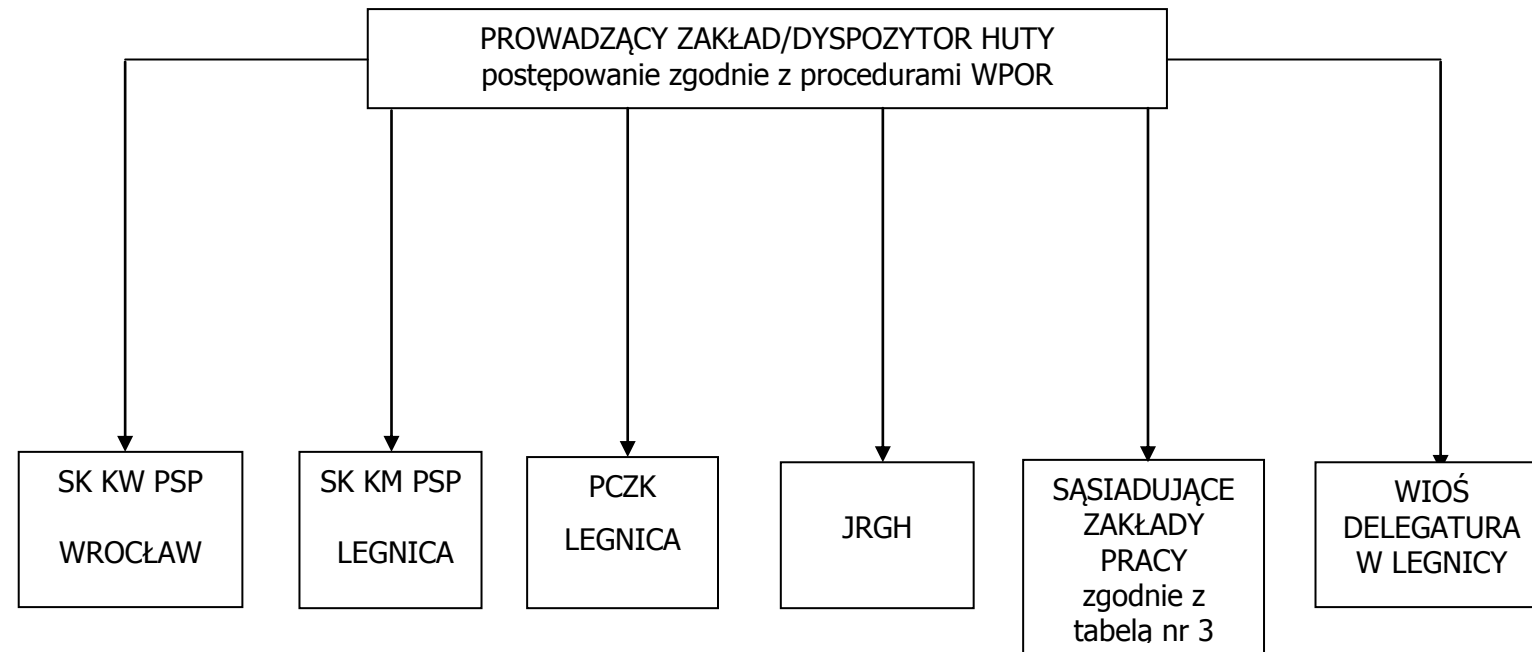 PROWADZĄCY ZAKŁAD/DYSPOZYTOR HUTY
postępowanie zgodnie z procedurami WPOR
SK KW PSP
WROCŁAW
SK KM PSP
LEGNICA
PCZK
LEGNICA
JRGH
SĄSIADUJĄCE
ZAKŁADY
PRACY
zgodnie z
tabelą nr 3
WIOŚ
DELEGATURA
W LEGNICY